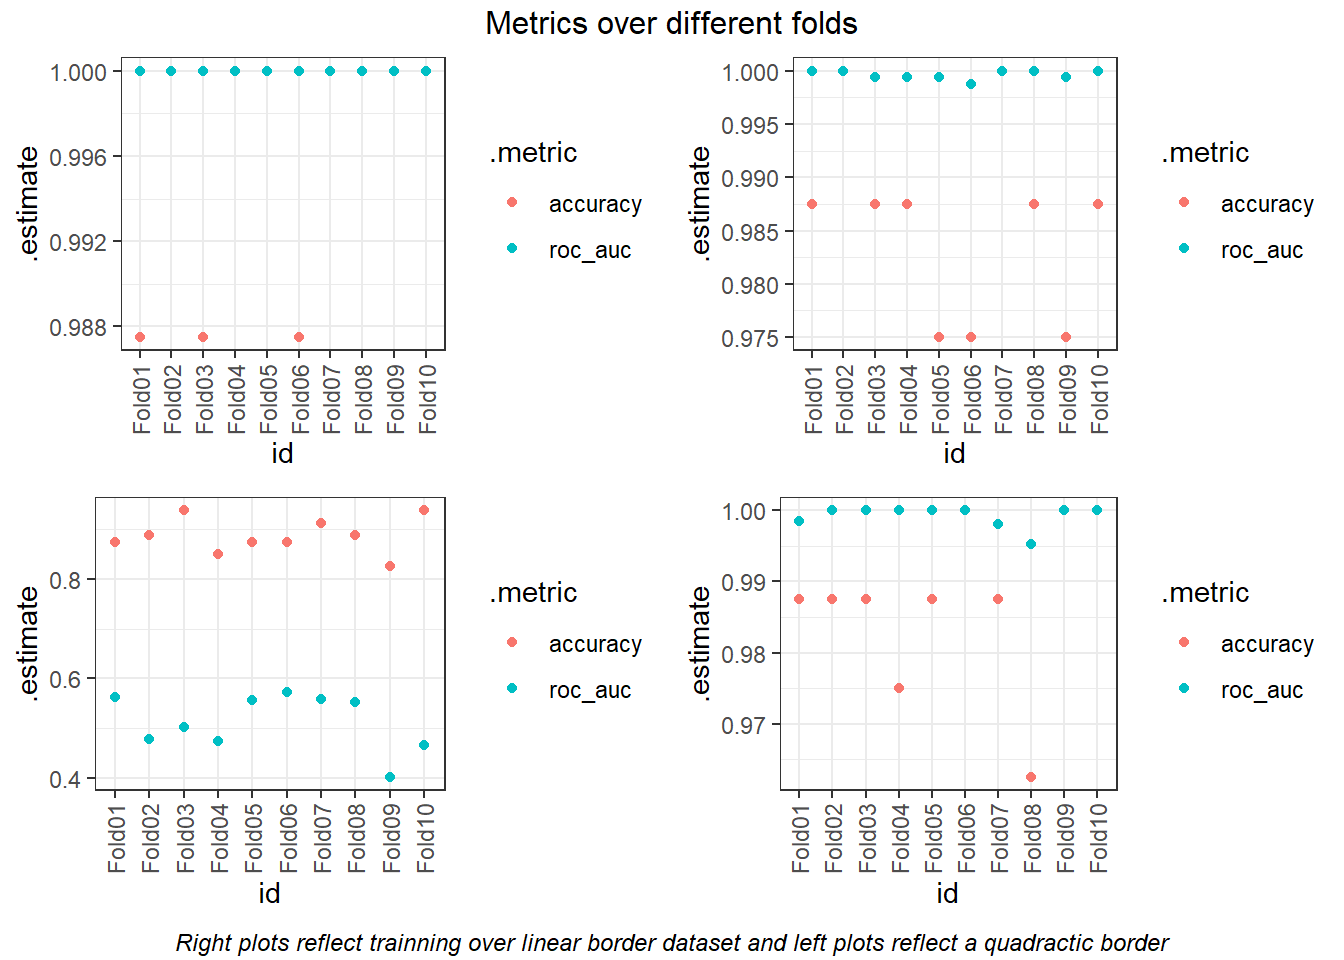 Metrics over different folds
.estimate
1.000
0.996
0.992
0.988
Fold01
Fold02
Fold03
Fold04
Fold05
Fold06
Fold07
Fold08
Fold09
Fold10
id
.metric
accuracy
roc_auc
.estimate
1.000
0.995
0.990
0.985
0.980
0.975
Fold01
Fold02
Fold03
Fold04
Fold05
Fold06
Fold07
Fold08
Fold09
Fold10
id
.metric
accuracy
roc_auc
.estimate
0.8
0.6
0.4
Fold01
Fold02
Fold03
Fold04
Fold05
Fold06
Fold07
Fold08
Fold09
Fold10
id
.metric
accuracy
roc_auc
.estimate
1.00
0.99
0.98
0.97
Fold01
Fold02
Fold03
Fold04
Fold05
Fold06
Fold07
Fold08
Fold09
Fold10
id
.metric
accuracy
roc_auc
Right plots reflect trainning over linear border dataset and left plots reflect a quadractic border